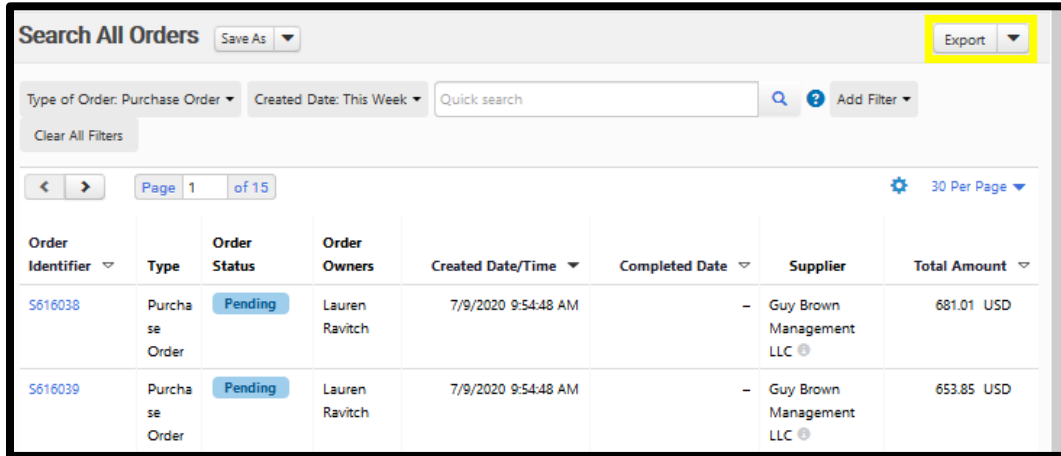 Search All Orders Save As Export
Type of Order: Purchase Order Created Date: This Week Quick search ? Add Filter
Clear All Filters
< > Page 1 of 15 30 Per Page
Order Order Order
Identifier Type Status Owners Created Date/Time Completed Date Supplier Total Amount
S616038 Purcha Pending Lauren 7/9/2020 9:54:48 AM – Guy Brown 681.01 USD
se Ravitch Management
Order LLC
S616039 Purcha Pending Lauren 7/9/2020 9:54:48 AM – Guy Brown 653.85 USD
se Ravitch Management
Order LLC